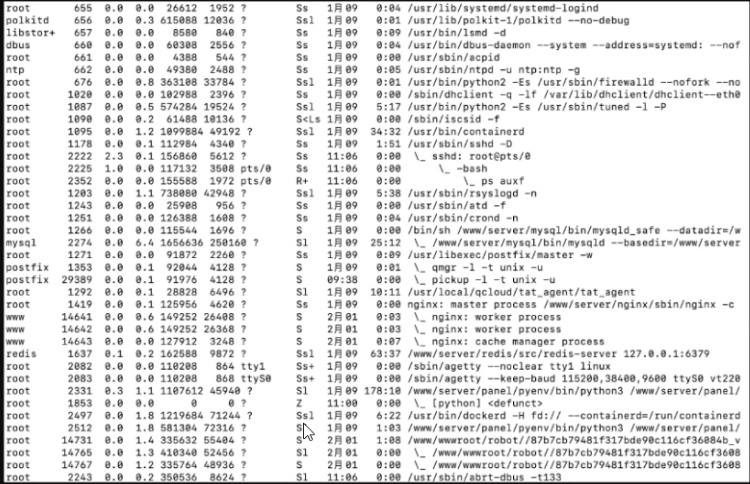 root 655 0.0 0.0 26612 1952 ? Ss 1月09 0:04 /usr/lib/systemd/systemd-logind
polkitd 656 0.0 0.3 615088 12036 ? Ssl 1月09 0:01 /usr/lib/polkit-1/polkitd --no-debug
libstor+ 657 0.0 0.0 8580 840 ? Ss 1月09 0:09 /usr/bin/lsmd -d
dbus 660 0.0 0.0 60308 2556 ? Ss 1月09 0:04 /usr/bin/dbus-daemon --system --address=systemd: --nof
root 661 0.0 0.0 4388 544 ? Ss 1月09 0:00 /usr/sbin/acpid
ntp 662 0.0 0.0 49380 2488 ? Ss 1月09 0:05 /usr/sbin/ntpd -u ntp:ntp -g
root 676 0.0 0.8 363108 33784 ? Ssl 1月09 0:01 /usr/bin/python2 -Es /usr/sbin/firewalld --nofork --no
root 1020 0.0 0.0 102988 2396 ? Ss 1月09 0:00 /sbin/dhclient -q -lf /var/lib/dhclient/dhclient--eth0
root 1087 0.0 0.5 574284 19524 ? Ssl 1月09 5:17 /usr/bin/python2 -Es /usr/sbin/tuned -l -P
root 1090 0.0 0.2 61488 10136 ? S<Ls 1月09 0:00 /sbin/iscsid -f
root 1095 0.0 1.2 1099884 49192 ? Ssl 1月09 34:32 /usr/bin/containerd
root 1178 0.0 0.1 112984 4340 ? Ss 1月09 1:51 /usr/sbin/sshd -D
root 2222 2.3 0.1 156860 5612 ? Ss 11:06 0:00 \_ sshd: root@pts/0
root 2225 1.0 0.0 117132 3508 pts/0 Ss 11:06 0:00 \_ -bash
root 2352 0.0 0.0 155588 1972 pts/0 R+ 11:06 0:00 \_ ps auxf
root 1203 0.0 1.1 738080 42948 ? Ssl 1月09 5:38 /usr/sbin/rsyslogd -n
root 1243 0.0 0.0 25908 956 ? Ss 1月09 0:00 /usr/sbin/atd -f
root 1251 0.0 0.0 126388 1608 ? Ss 1月09 0:04 /usr/sbin/crond -n
root 1266 0.0 0.0 115544 1696 ? S 1月09 0:00 /bin/sh /www/server/mysql/bin/mysqld_safe --datadir=/w
mysql 2274 0.0 6.4 1656636 250160 ? Sl 1月09 25:12 \_ /www/server/mysql/bin/mysqld --basedir=/www/server
root 1271 0.0 0.0 91872 2260 ? Ss 1月09 0:09 /usr/libexec/postfix/master -w
postfix 1353 0.0 0.1 92044 4128 ? S 1月09 0:01 \_ qmgr -l -t unix -u
postfix 29389 0.0 0.1 91976 4128 ? S 09:38 0:00 \_ pickup -l -t unix -u
root 1292 0.0 0.1 28828 6496 ? Sl 1月09 10:11 /usr/local/qcloud/tat_agent/tat_agent
root 1419 0.0 0.1 125956 4620 ? Ss 1月09 0:00 nginx: master process /www/server/nginx/sbin/nginx -c
www 14641 0.0 0.6 149252 26408 ? S 2月01 0:03 \_ nginx: worker process
www 14642 0.0 0.6 149252 26368 ? S 2月01 0:03 \_ nginx: worker process
www 14643 0.0 0.0 127912 3248 ? S 2月01 0:07 \_ nginx: cache manager process
redis 1637 0.1 0.2 162588 9872 ? Ssl 1月09 63:37 /www/server/redis/src/redis-server 127.0.0.1:6379
root 2082 0.0 0.0 110208 864 tty1 Ss+ 1月09 0:00 /sbin/agetty --noclear tty1 linux
root 2083 0.0 0.0 110208 868 ttyS0 Ss+ 1月09 0:00 /sbin/agetty --keep-baud 115200,38400,9600 ttyS0 vt220
root 2331 0.3 1.1 1107612 45940 ? Sl 1月09 178:10 /www/server/panel/pyenv/bin/python3 /www/server/panel/
root 1853 0.0 0.0 0 0 ? Z 11:00 0:00 \_ [python] <defunct>
root 2497 0.0 1.8 1219684 71244 ? Ssl 1月09 6:22 /usr/bin/dockerd -H fd:// --containerd=/run/containerd
root 2512 0.0 1.8 581304 72316 ? S 1月09 1:03 /www/server/panel/pyenv/bin/python3 /www/server/panel/
root 14731 0.0 1.4 335632 55404 ? S 2月01 1:08 /www/wwwroot/robot//87b7cb79481f317bde90c116cf36084b_v
root 14765 0.0 1.3 410340 52456 ? Sl 2月01 0:00 \_ /www/wwwroot/robot//87b7cb79481f317bde90c116cf3608
root 14767 0.0 1.2 335764 48936 ? S 2月01 0:00 \_ /www/wwwroot/robot//87b7cb79481f317bde90c116cf3608
root 2243 0.0 0.2 350536 8624 ? Sl 11:06 0:00 /usr/sbin/abrt-dbus -t133